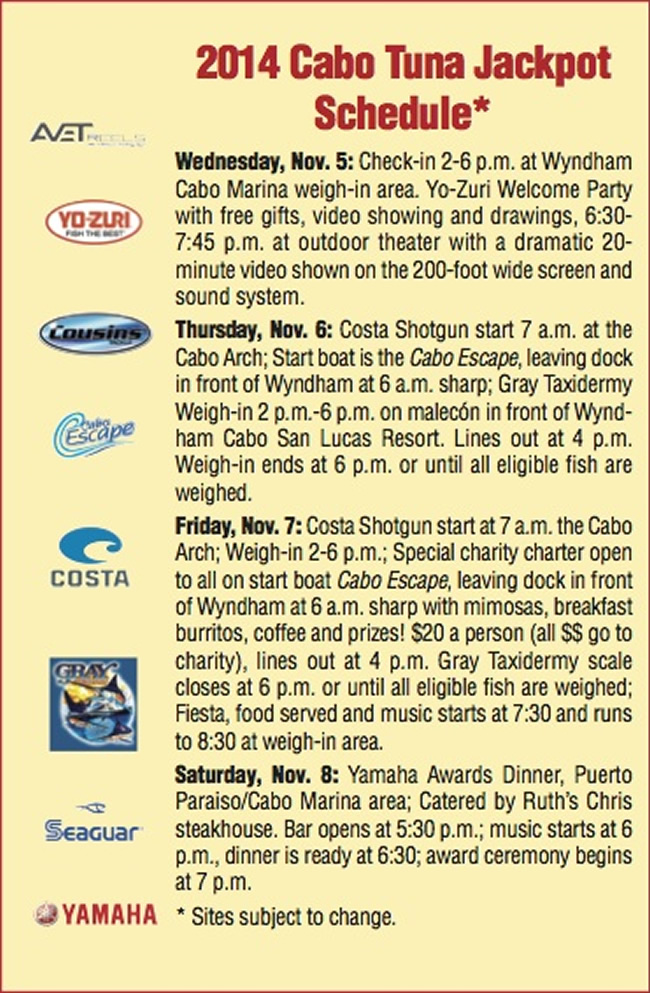 2014 Cabo Tuna Jackpot
Schedule*
AVET REELS
Wednesday, Nov. 5: Check-in 2-6 p.m. at Wyndham
Cabo Marina weigh-in area. Yo-Zuri Welcome Party
with free gifts, video showing and drawings, 6:30-
7:45 p.m. at outdoor theater with a dramatic 20-
minute video shown on the 200-foot wide screen and
sound system.
YO-ZURI
FISH THE BEST
Thursday, Nov. 6: Costa Shotgun start 7 a.m. at the
Cabo Arch; Start boat is the Cabo Escape, leaving dock
in front of Wyndham at 6 a.m. sharp; Gray Taxidermy
Weigh-in 2 p.m.-6 p.m. on malecón in front of Wynd-
ham Cabo San Lucas Resort. Lines out at 4 p.m.
Weigh-in ends at 6 p.m. or until all eligible fish are
weighed.
Cousins
Cabo
Escape
Friday, Nov. 7: Costa Shotgun start at 7 a.m. the Cabo
Arch; Weigh-in 2-6 p.m.; Special charity charter open
to all on start boat Cabo Escape, leaving dock in front
of Wyndham at 6 a.m. sharp with mimosas, breakfast
burritos, coffee and prizes! $20 a person (all $$ go to
charity), lines out at 4 p.m. Gray Taxidermy scale
closes at 6 p.m. or until all eligible fish are weighed;
Fiesta, food served and music starts at 7:30 and runs
to 8:30 at weigh-in area.
COSTA
GRAY
Saturday, Nov. 8: Yamaha Awards Dinner, Puerto
Paraiso/Cabo Marina area; Catered by Ruth's Chris
steakhouse. Bar opens at 5:30 p.m.; music starts at 6
p.m., dinner is ready at 6:30; award ceremony begins
at 7 p.m.
Seaguar
YAMAHA
* Sites subject to change.